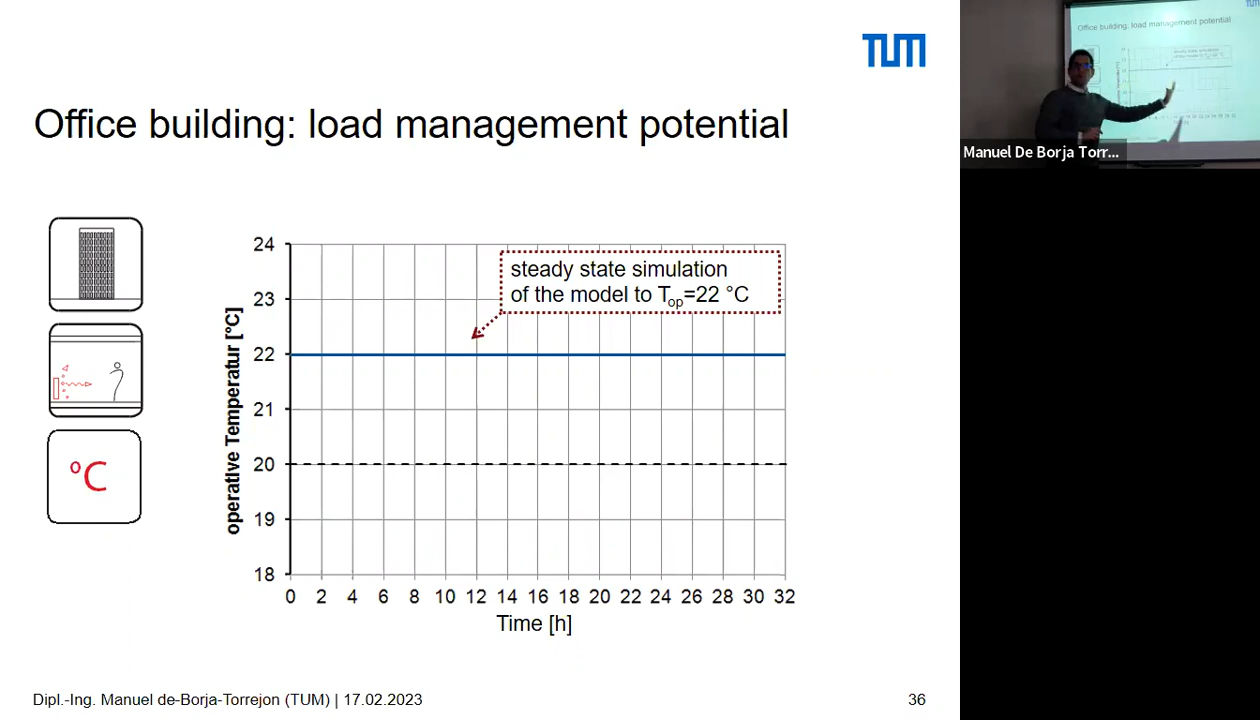 TUM
Office building: load management potential
24
23
22
21
20
19
18
operative Temperatur [°C]
steady state simulation
of the model to Top=22 °C
°C
0 2 4 6 8 10 12 14 16 18 20 22 24 26 28 30 32
Time [h]
Dipl.-Ing. Manuel de-Borja-Torrejon (TUM) | 17.02.2023
36
Office building: load management potential
Manuel De Borja Torr...